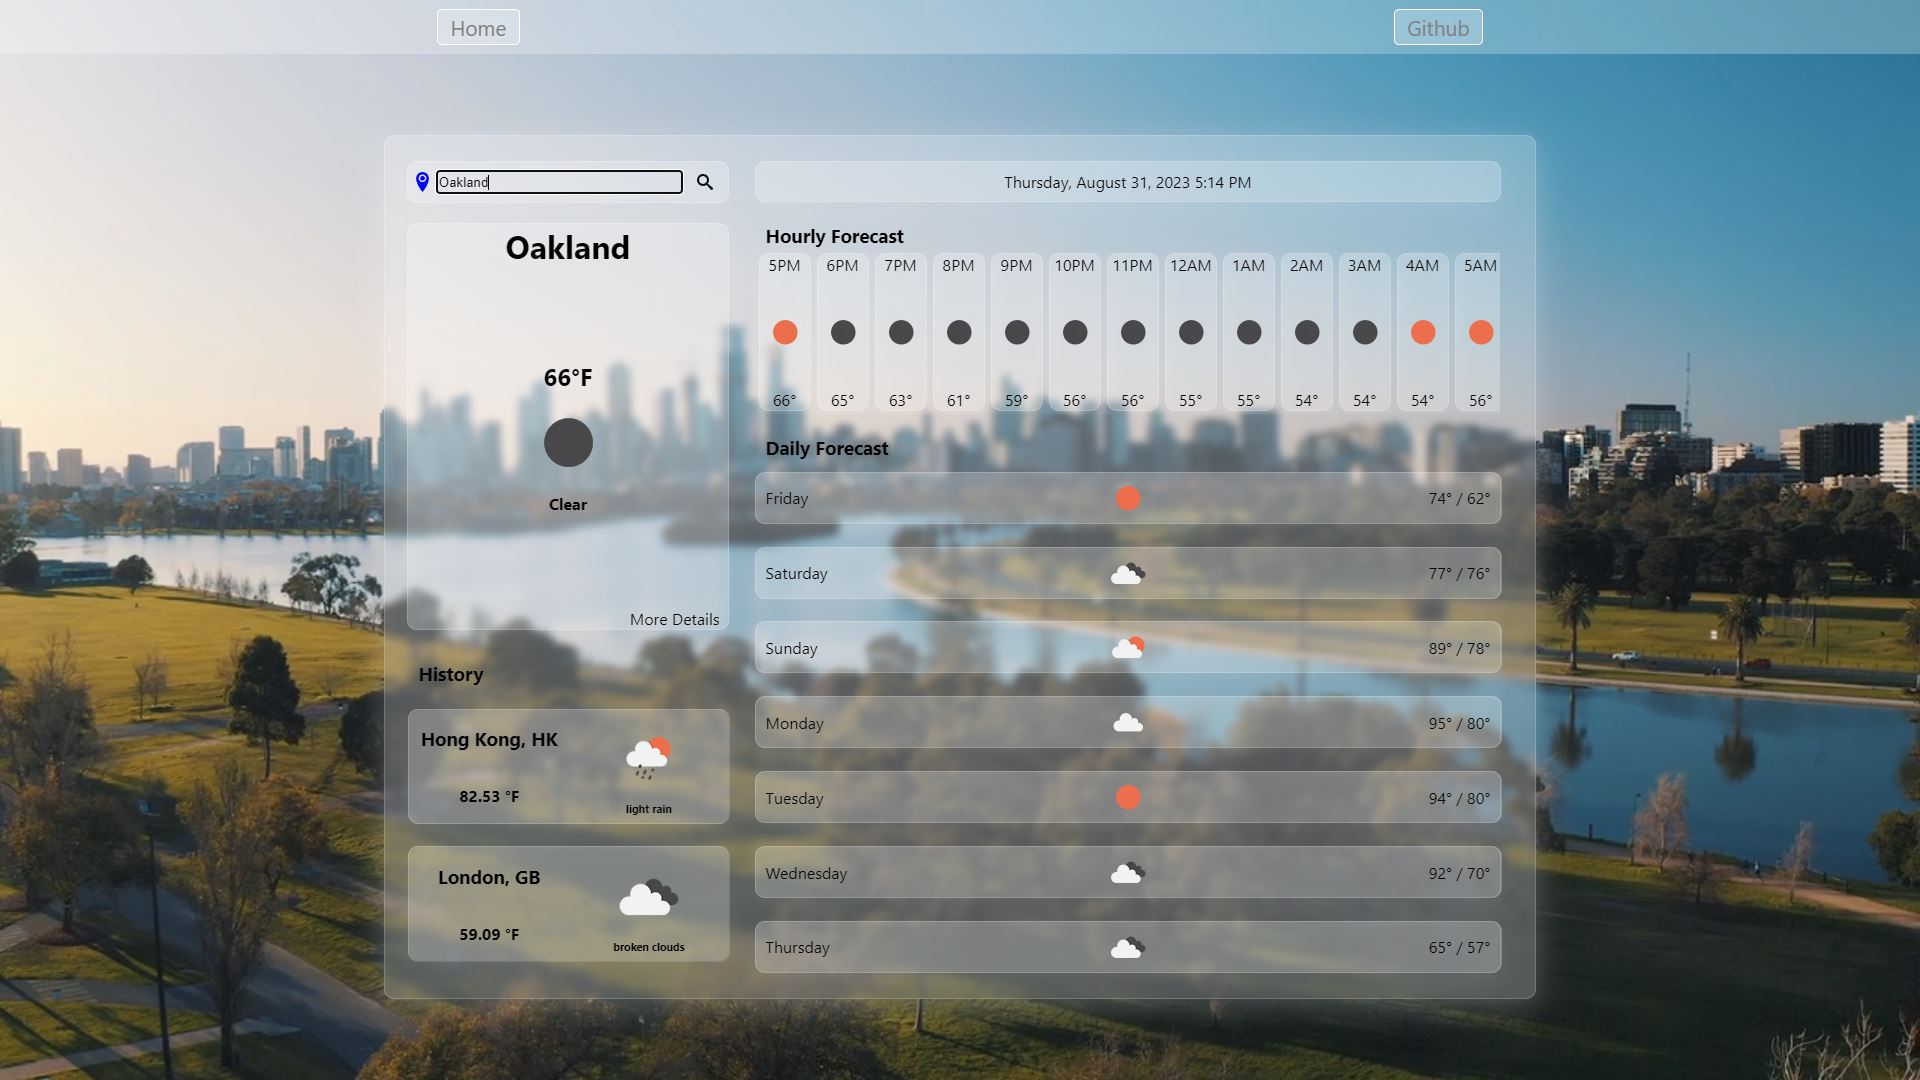 Home
Github
Oakland
Thursday, August 31, 2023 5:14 PM
Oakland
66°F
Clear
More Details
Hourly Forecast
5PM 6PM 7PM 8PM 9PM 10PM 11PM 12AM 1AM 2AM 3AM 4AM 5AM
66° 65° 63° 61° 59° 56° 56° 55° 55° 54° 54° 54° 56°
Daily Forecast
Friday 74° / 62°
Saturday 77° / 76°
Sunday 89° / 78°
Monday 95° / 80°
Tuesday 94° / 80°
Wednesday 92° / 70°
Thursday 65° / 57°
History
Hong Kong, HK
82.53 °F
light rain
London, GB
59.09 °F
broken clouds